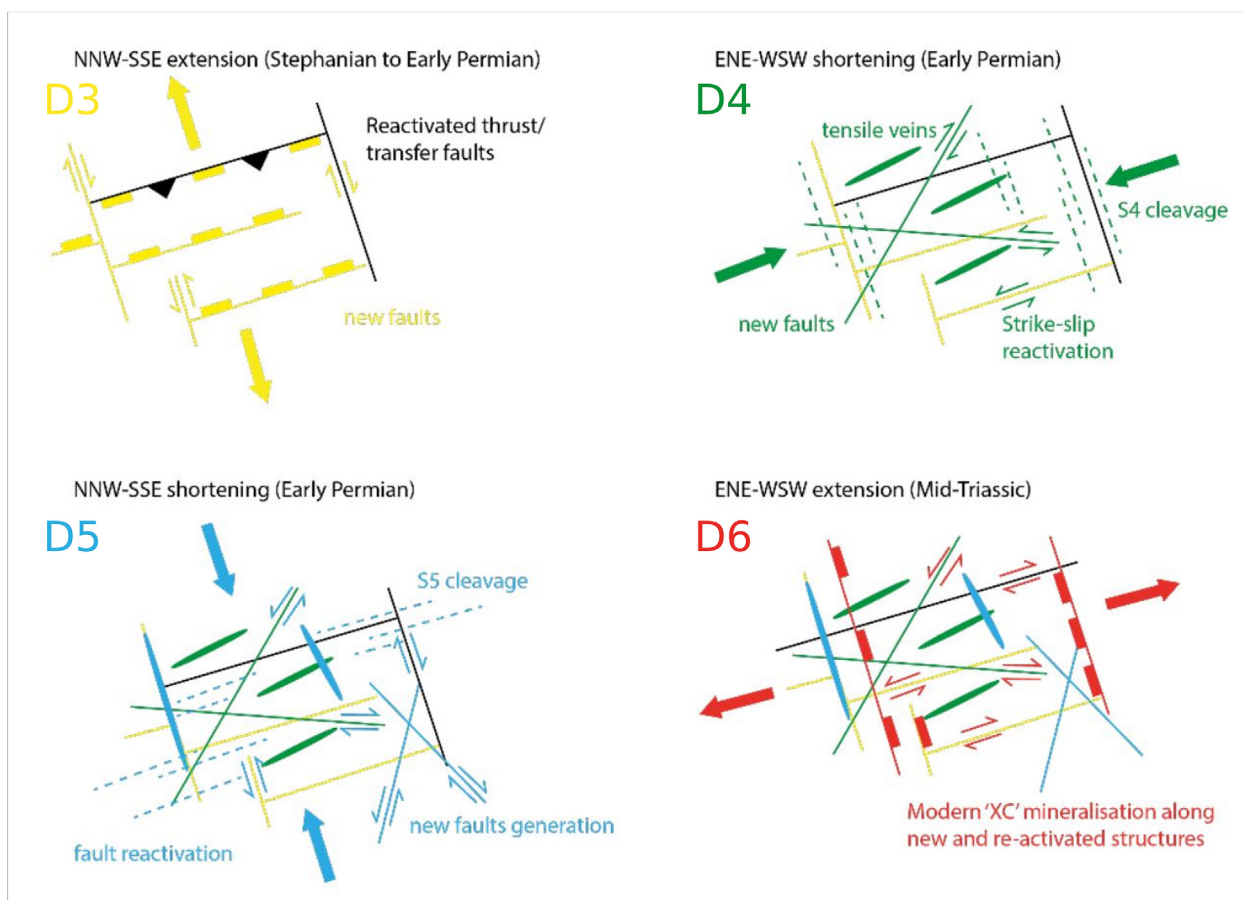 NNW-SSE extension (Stephanian to Early Permian)
D3
Reactivated thrust/
transfer faults
new faults
ENE-WSW shortening (Early Permian)
D4
tensile veins
S4 cleavage
new faults
Strike-slip
reactivation
NNW-SSE shortening (Early Permian)
D5
S5 cleavage
new faults generation
fault reactivation
ENE-WSW extension (Mid-Triassic)
D6
Modern 'XC' mineralisation along
new and re-activated structures